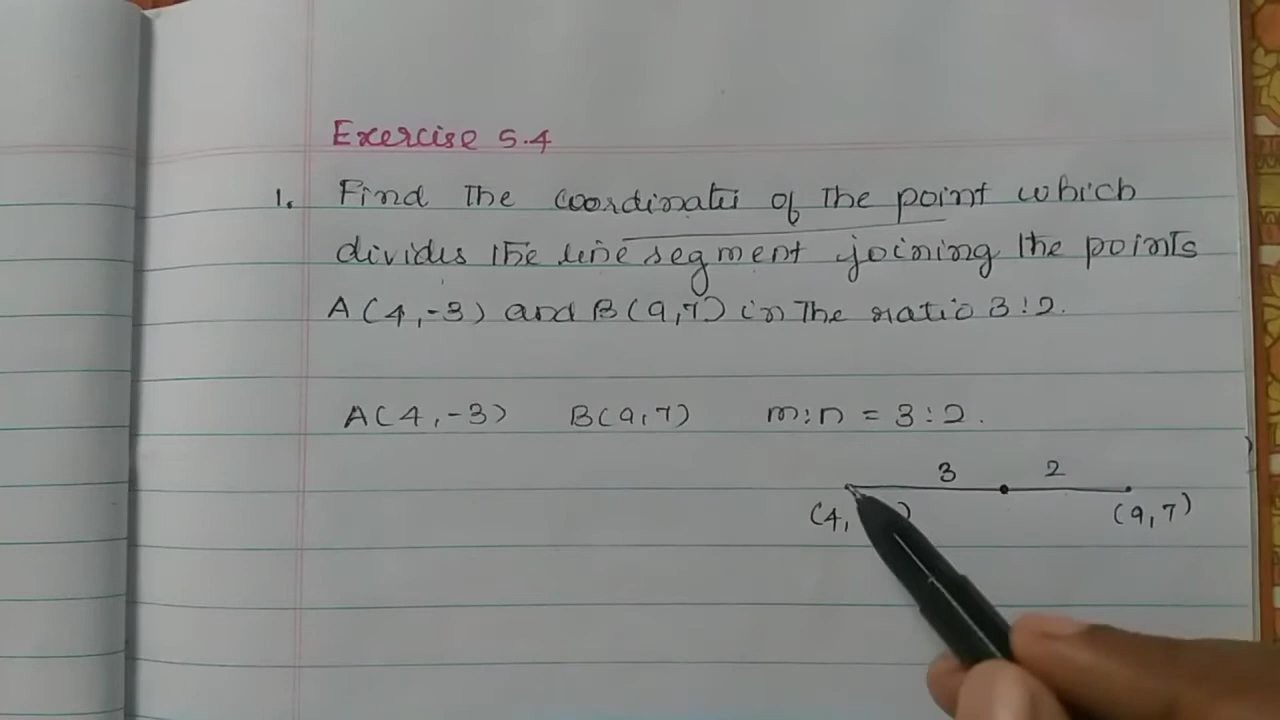 Exercise 5.4
1. Find The coordinates of The point which
divides the line segment joining the points
A(4,-3) and B(9,7) in The ratio 3:2.
A(4,-3) B(9,7) m:n = 3:2.
3 2
(4, ) (9,7)